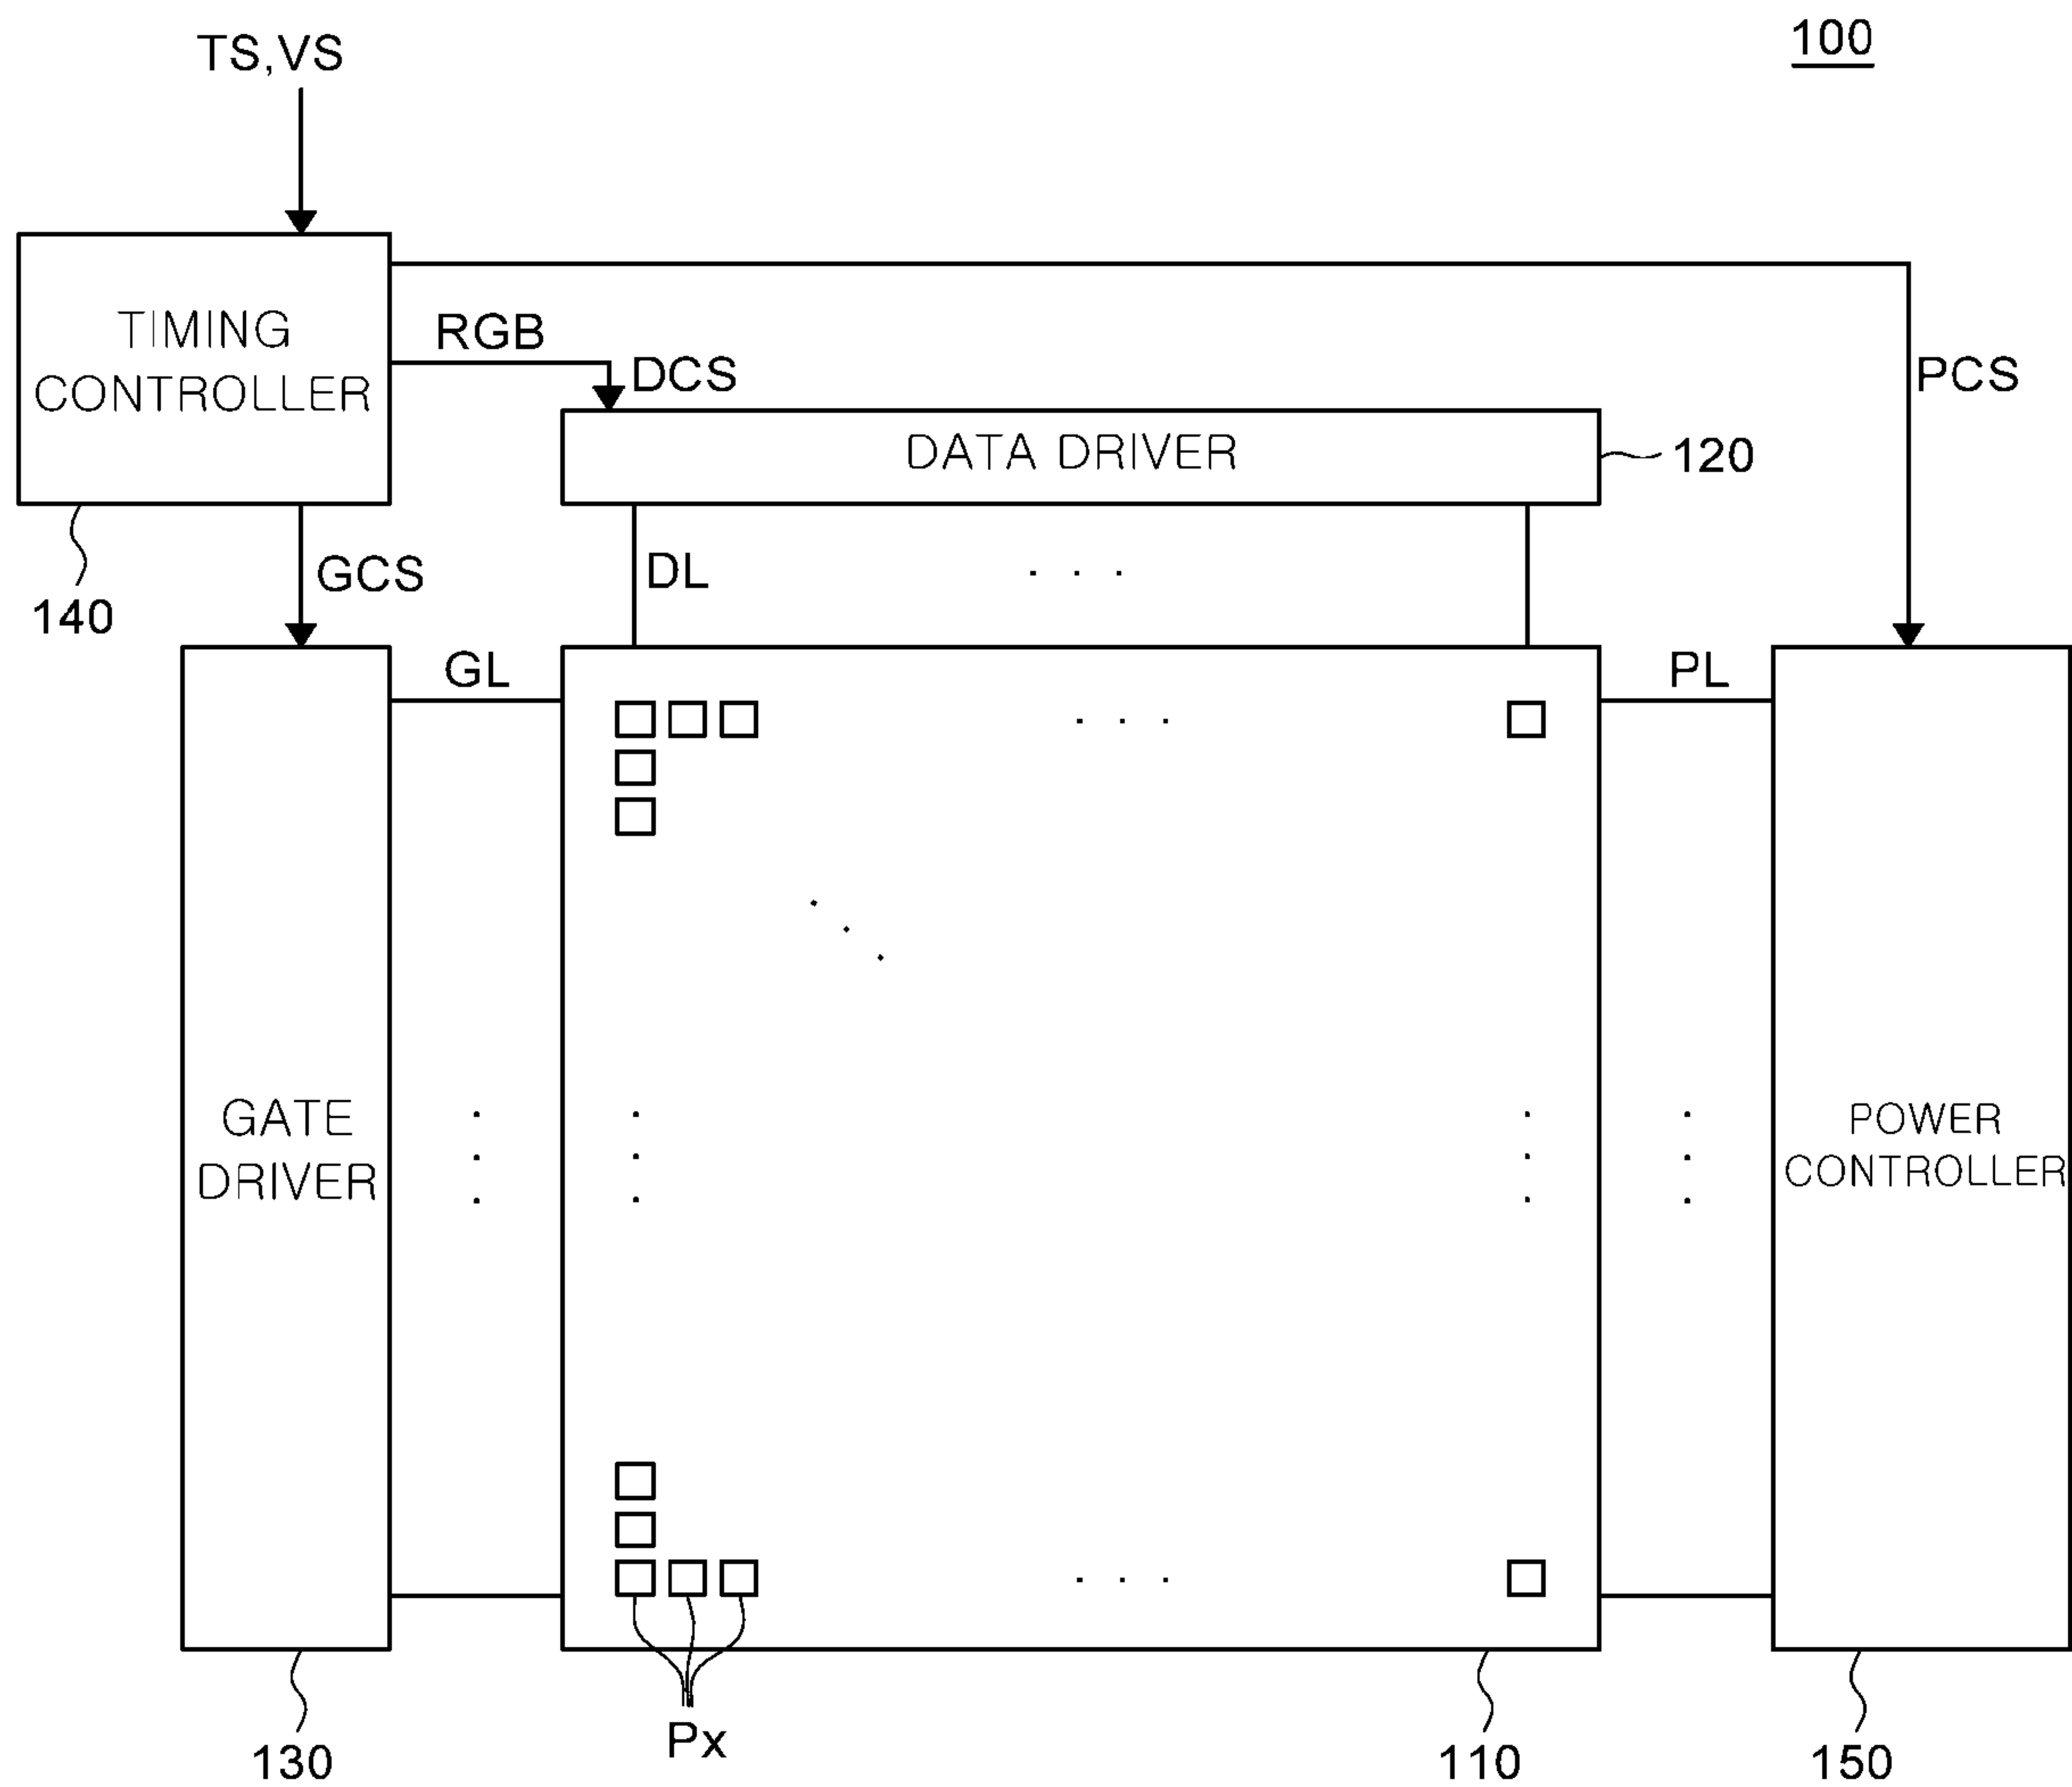 TS,VS
100
TIMING
CONTROLLER
RGB
DCS
PCS
DATA DRIVER
120
GCS
DL
140
GL
PL
GATE
DRIVER
POWER
CONTROLLER
Px
130
110
150